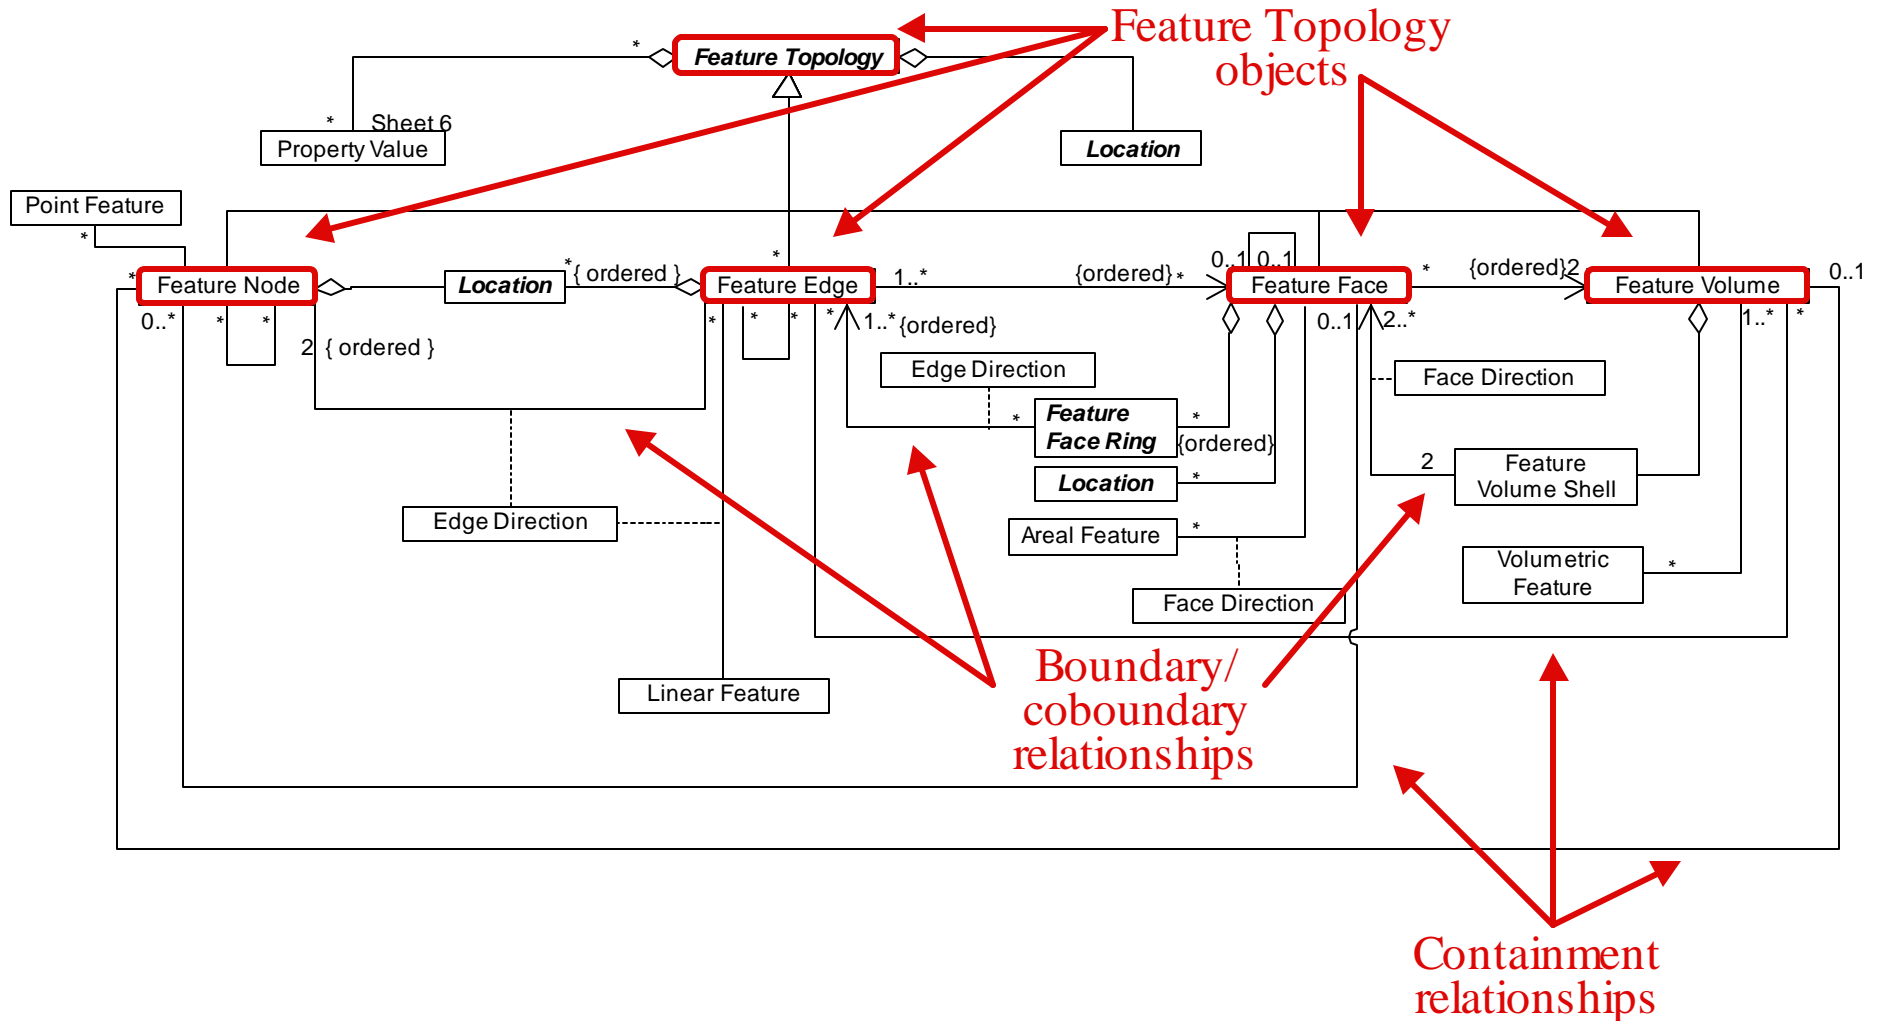 Feature Topology
objects
*
Feature Topology
* Sheet 6
Property Value
Location
Point Feature
*
*
Feature Node
Location
* { ordered }
*
Feature Edge
1..*
{ordered} *
0..1 0..1
Feature Face
*
{ordered} 2
Feature Volume
0..1
0..*
*
*
2 { ordered }
*
*
*
*
1..* {ordered}
0..1
2..*
1..*
*
Edge Direction
Face Direction
*
Feature
Face Ring
*
{ordered}
Location
*
2
Feature
Volume Shell
Edge Direction
Areal Feature
*
Volumetric
Feature
*
Face Direction
Linear Feature
Boundary/
coboundary
relationships
Containment
relationships